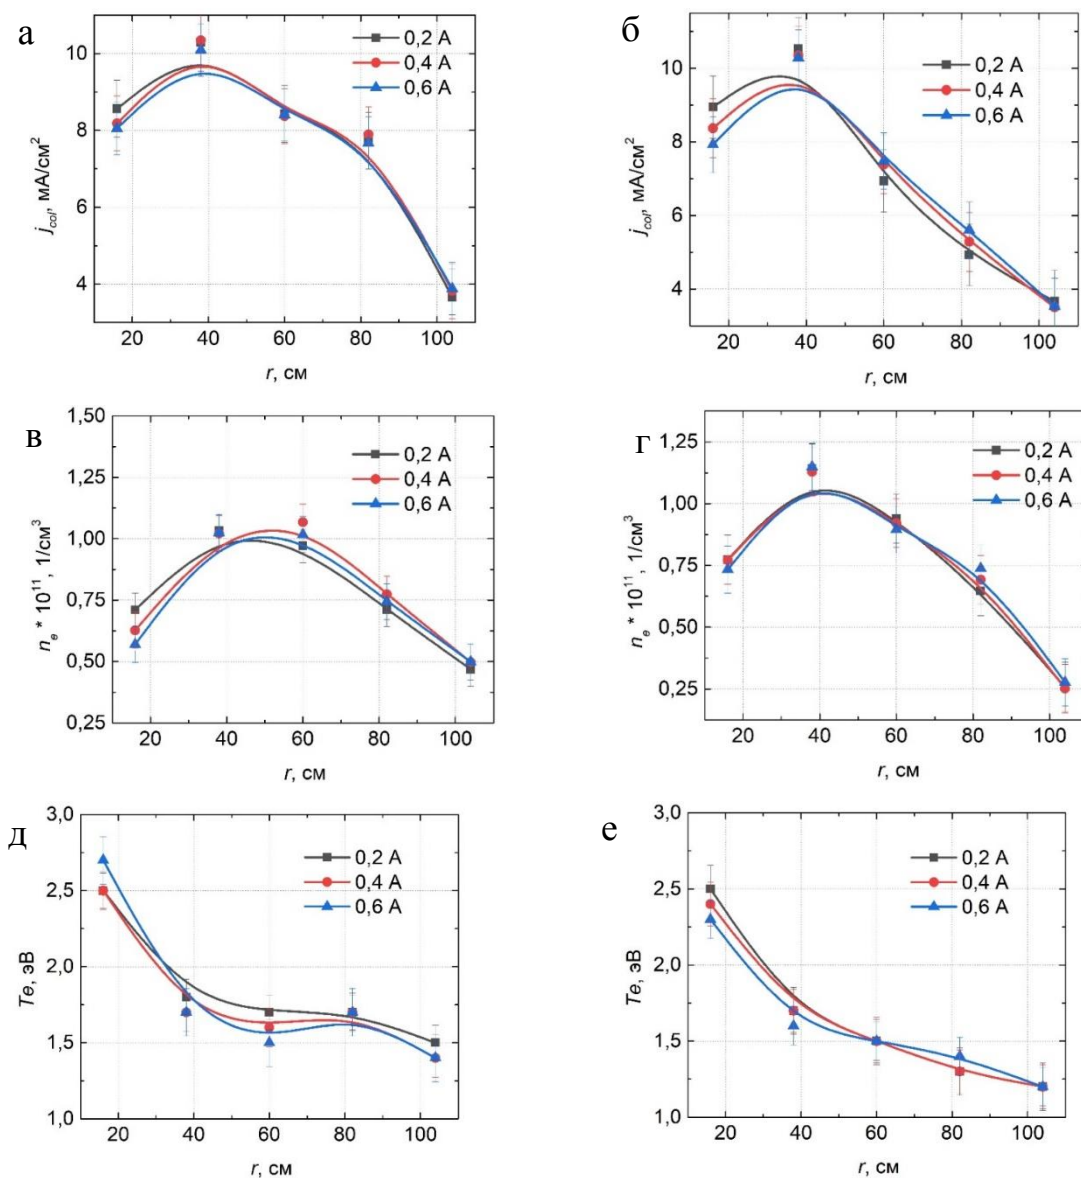 а
10
8
6
4
j_col, мА/см²
20 40 60 80 100
r, см
0,2 А
0,4 А
0,6 А
б
10
8
6
4
j_col, мА/см²
20 40 60 80 100
r, см
0,2 А
0,4 А
0,6 А
в
1,50
1,25
1,00
0,75
0,50
0,25
n_e * 10¹¹, 1/см³
20 40 60 80 100
r, см
0,2 А
0,4 А
0,6 А
г
1,25
1,00
0,75
0,50
0,25
n_e * 10¹¹, 1/см³
20 40 60 80 100
r, см
0,2 А
0,4 А
0,6 А
д
3,0
2,5
2,0
1,5
1,0
Te, эВ
20 40 60 80 100
r, см
0,2 А
0,4 А
0,6 А
е
3,0
2,5
2,0
1,5
1,0
Te, эВ
20 40 60 80 100
r, см
0,2 А
0,4 А
0,6 А